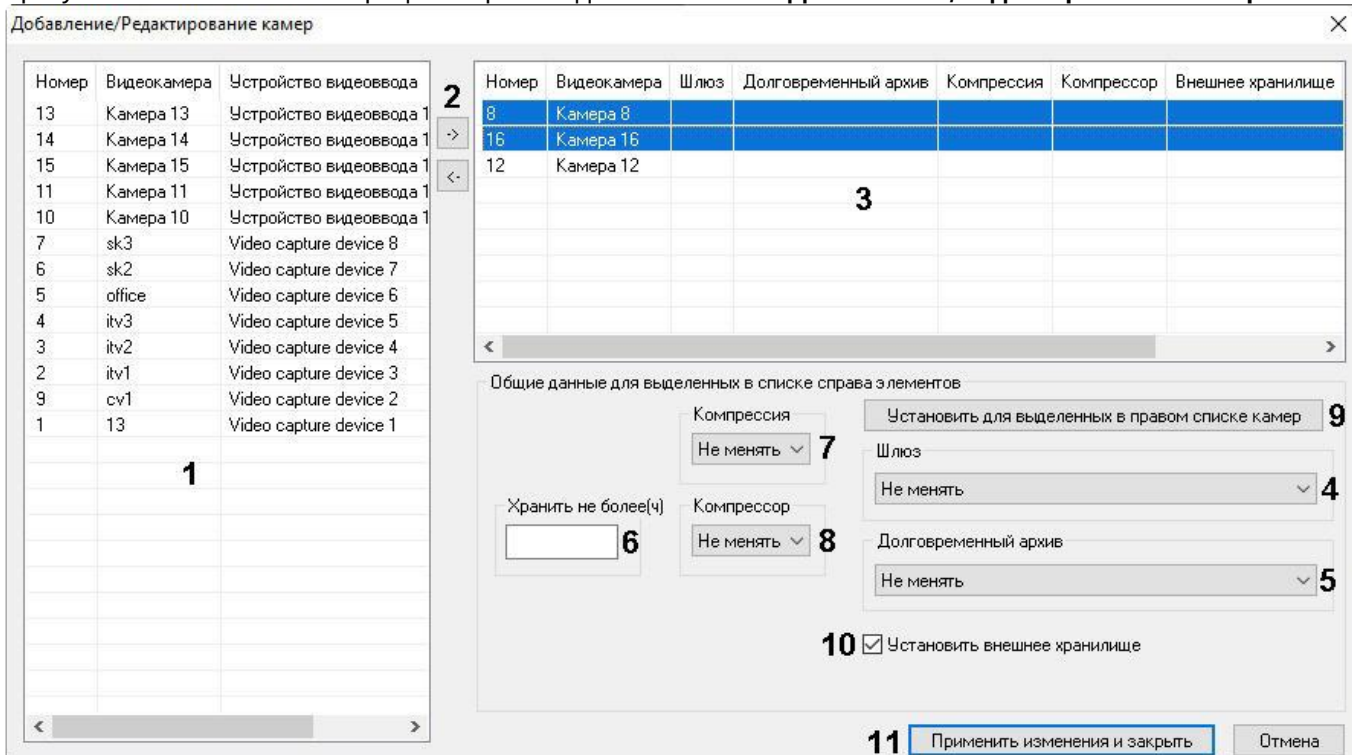 Добавление/Редактирование камер
Номер Видеокамера Устройство видеоввода
13 Камера 13 Устройство видеоввода 1
14 Камера 14 Устройство видеоввода 1
15 Камера 15 Устройство видеоввода 1
11 Камера 11 Устройство видеоввода 1
10 Камера 10 Устройство видеоввода 1
7 sk3 Video capture device 8
6 sk2 Video capture device 7
5 office Video capture device 6
4 itv3 Video capture device 5
3 itv2 Video capture device 4
2 itv1 Video capture device 3
9 cv1 Video capture device 2
1 13 Video capture device 1
1
2
->
<-
Номер Видеокамера Шлюз Долговременный архив Компрессия Компрессор Внешнее хранилище
8 Камера 8
16 Камера 16
12 Камера 12
3
Общие данные для выделенных в списке справа элементов
Компрессия
Не менять 7
Установить для выделенных в правом списке камер 9
Шлюз
Не менять 4
Хранить не более(ч)
6
Компрессор
Не менять 8
Долговременный архив
Не менять 5
10 Установить внешнее хранилище
11 Применить изменения и закрыть Отмена